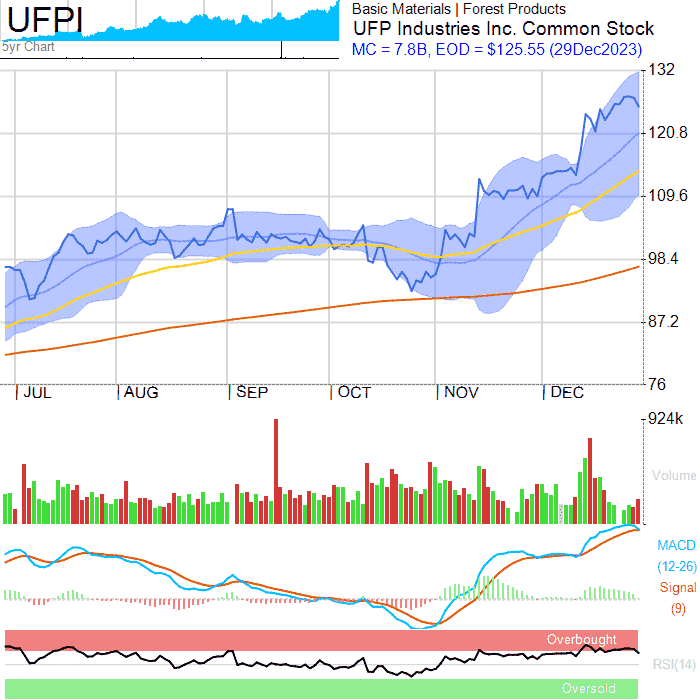 UFPI
5yr Chart
Basic Materials | Forest Products
UFP Industries Inc. Common Stock
MC = 7.8B, EOD = $125.55 (29Dec2023)
132
120.8
109.6
98.4
87.2
76
JUL AUG SEP OCT NOV DEC
924k
Volume
MACD
(12-26)
Signal
(9)
Overbought
RSI(14)
Oversold